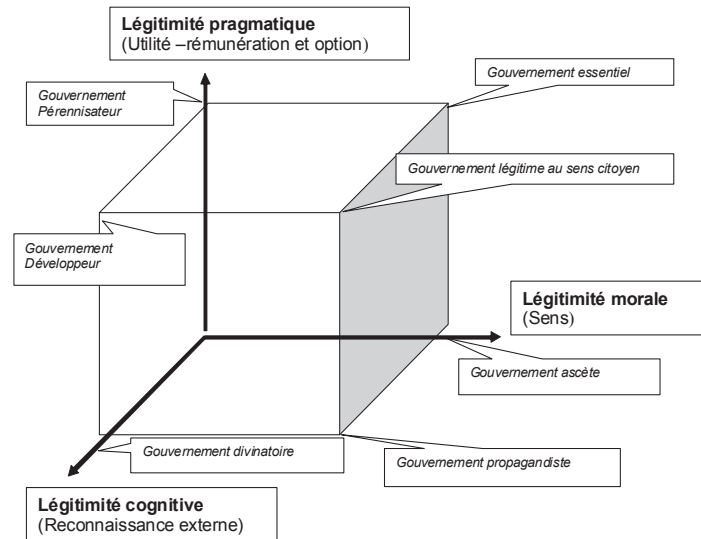 Légitimité pragmatique
(Utilité –rémunération et option)
Gouvernement essentiel
Gouvernement
Pérennisateur
Gouvernement légitime au sens citoyen
Gouvernement
Développeur
Légitimité morale
(Sens)
Gouvernement ascète
Gouvernement divinatoire
Gouvernement propagandiste
Légitimité cognitive
(Reconnaissance externe)